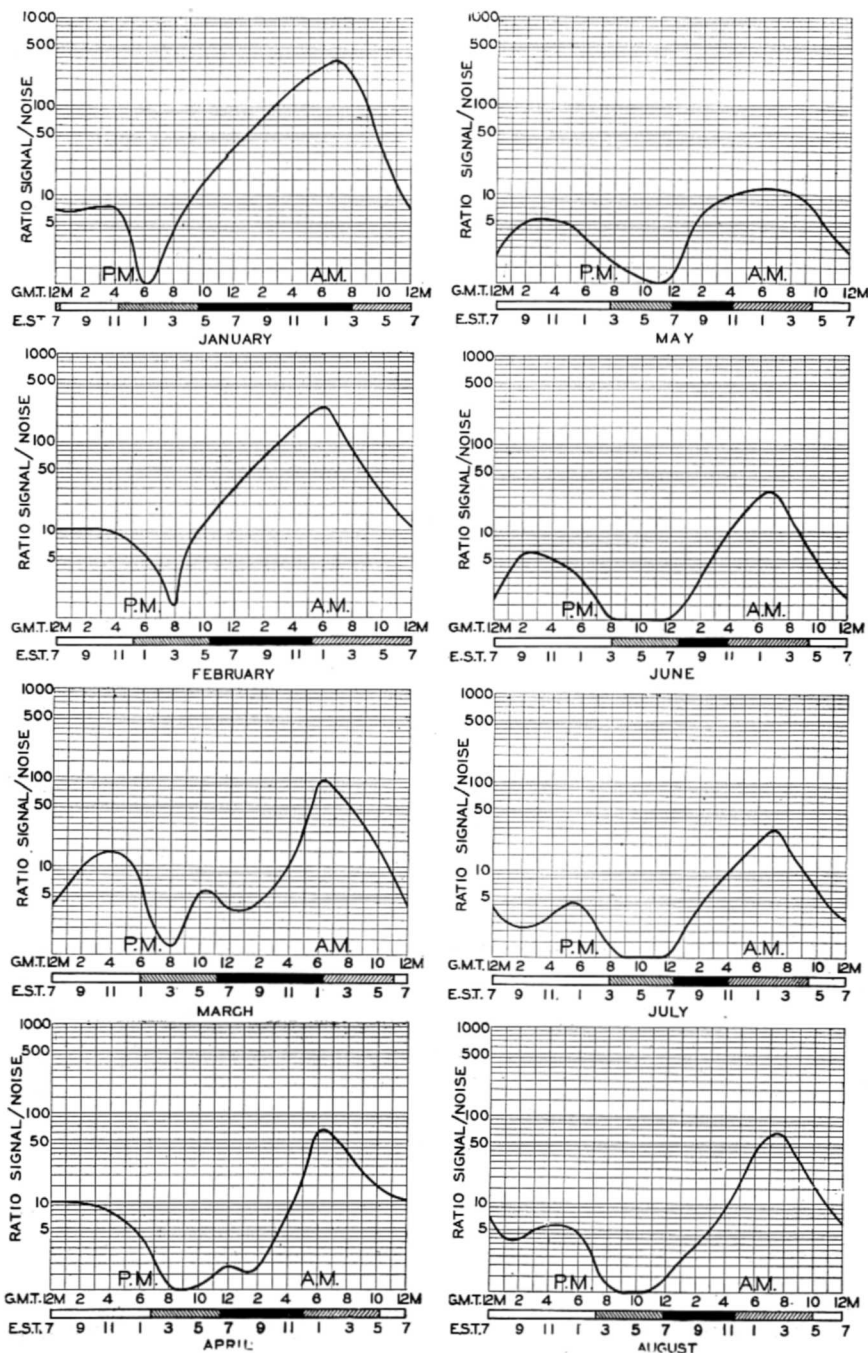 1000
500
100
50
10
5
RATIO SIGNAL/NOISE
P.M. A.M.
G.M.T. 12M 2 4 6 8 10 12 2 4 6 8 10 12M
E.S.T 7 9 11 1 3 5 7 9 11 1 3 5 7
JANUARY
1000
500
100
50
10
5
RATIO SIGNAL/NOISE
P.M. A.M.
G.M.T. 12M 2 4 6 8 10 12 2 4 6 8 10 12M
E.S.T. 7 9 11 1 3 5 7 9 11 1 3 5 7
FEBRUARY
1000
500
100
50
10
5
RATIO SIGNAL/NOISE
P.M. A.M.
G.M.T. 12M 2 4 6 8 10 12 2 4 6 8 10 12M
E.S.T. 7 9 11 1 3 5 7 9 11 1 3 5 7
MARCH
1000
500
100
50
10
5
RATIO SIGNAL/NOISE
P.M. A.M.
G.M.T. 12M 2 4 6 8 10 12 2 4 6 8 10 12M
E.S.T. 7 9 11 1 3 5 7 9 11 1 3 5 7
APRIL
1000
500
100
50
10
5
RATIO SIGNAL/NOISE
P.M. A.M.
G.M.T. 12M 2 4 6 8 10 12 2 4 6 8 10 12M
E.S.T. 7 9 11 1 3 5 7 9 11 1 3 5 7
MAY
1000
500
100
50
10
5
RATIO SIGNAL/NOISE
P.M. A.M.
G.M.T. 12M 2 4 6 8 10 12 2 4 6 8 10 12M
E.S.T. 7 9 11 1 3 5 7 9 11 1 3 5 7
JUNE
1000
500
100
50
10
5
RATIO SIGNAL/NOISE
P.M. A.M.
G.M.T. 12M 2 4 6 8 10 12 2 4 6 8 10 12M
E.S.T. 7 9 11. 1 3 5 7 9 11 1 3 5 7
JULY
1000
500
100
50
10
5
RATIO SIGNAL/NOISE
P.M. A.M.
G.M.T. 12M 2 4 6 8 10 12 2 4 6 8 10 12M
E.S.T. 7 9 11 1 3 5 7 9 11 1 3 5 7
AUGUST